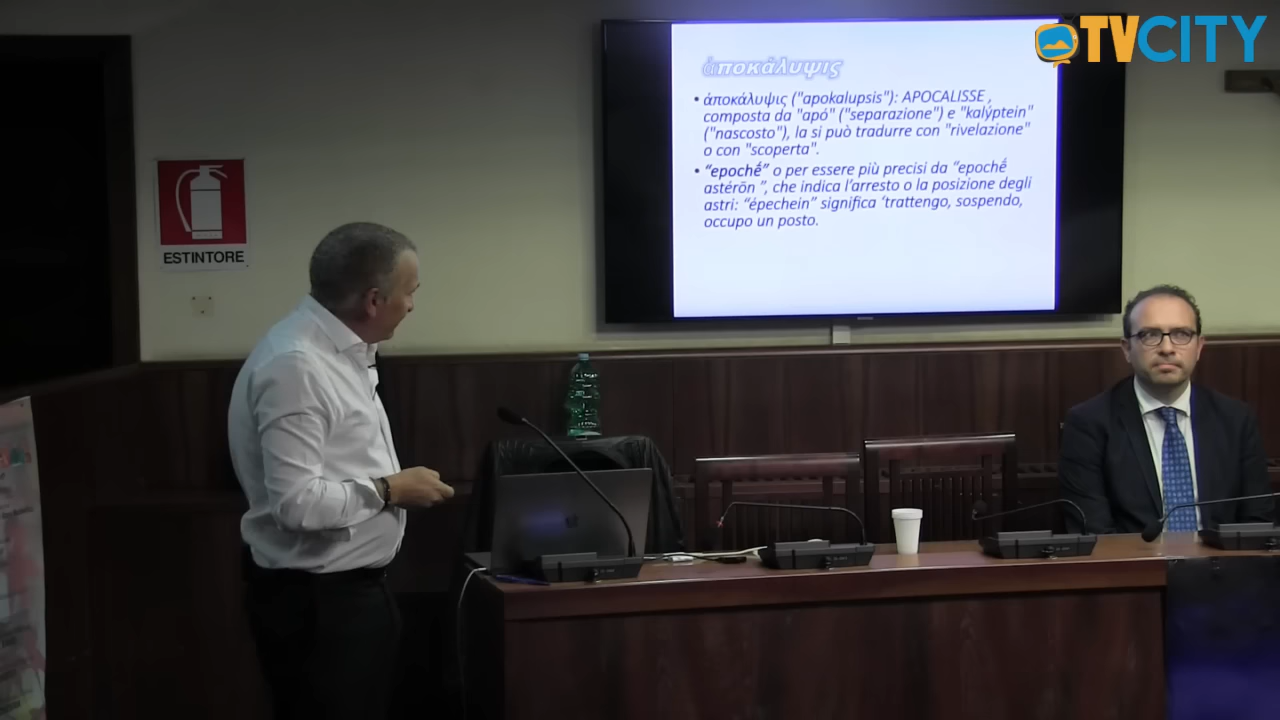 TVCITY
ἀποκάλυψις
• ἀποκάλυψις ("apokalupsis"): APOCALISSE ,
composta da "apó" ("separazione") e "kalýptein"
("nascosto"), la si può tradurre con "rivelazione"
o con "scoperta".
• “epochḗ” o per essere più precisi da “epochḗ
astérōn ”, che indica l’arresto o la posizione degli
astri: “épechein” significa ‘trattengo, sospendo,
occupo un posto.
ESTINTORE